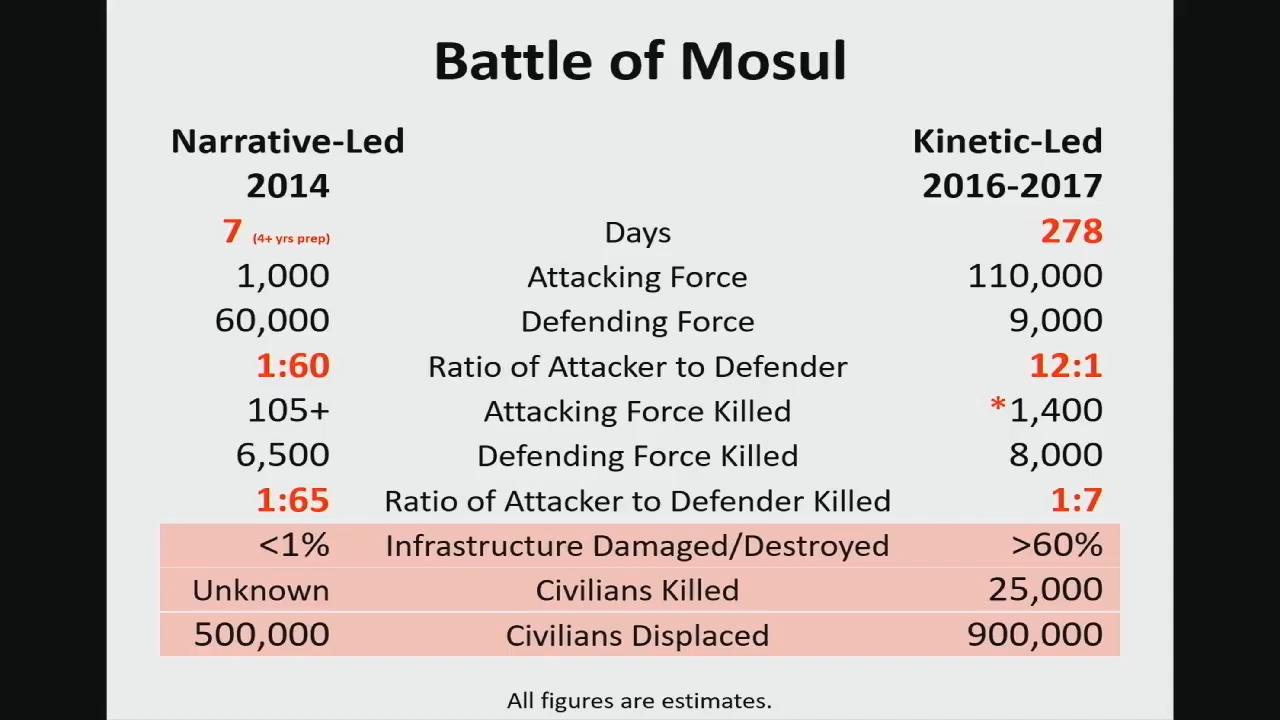 Battle of Mosul
Narrative-Led Kinetic-Led
2014 2016-2017
7 (4+ yrs prep) Days 278
1,000 Attacking Force 110,000
60,000 Defending Force 9,000
1:60 Ratio of Attacker to Defender 12:1
105+ Attacking Force Killed *1,400
6,500 Defending Force Killed 8,000
1:65 Ratio of Attacker to Defender Killed 1:7
<1% Infrastructure Damaged/Destroyed >60%
Unknown Civilians Killed 25,000
500,000 Civilians Displaced 900,000
All figures are estimates.